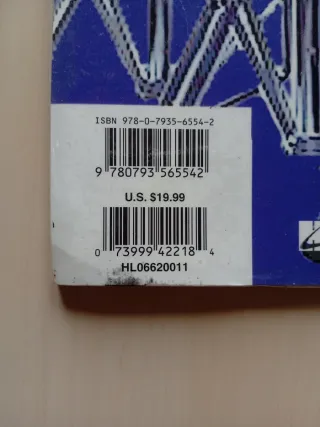 ISBN 978-0-7935-6554-2
9 780793 565542
U.S. $19.99
0 73999 42218 4
HL06620011